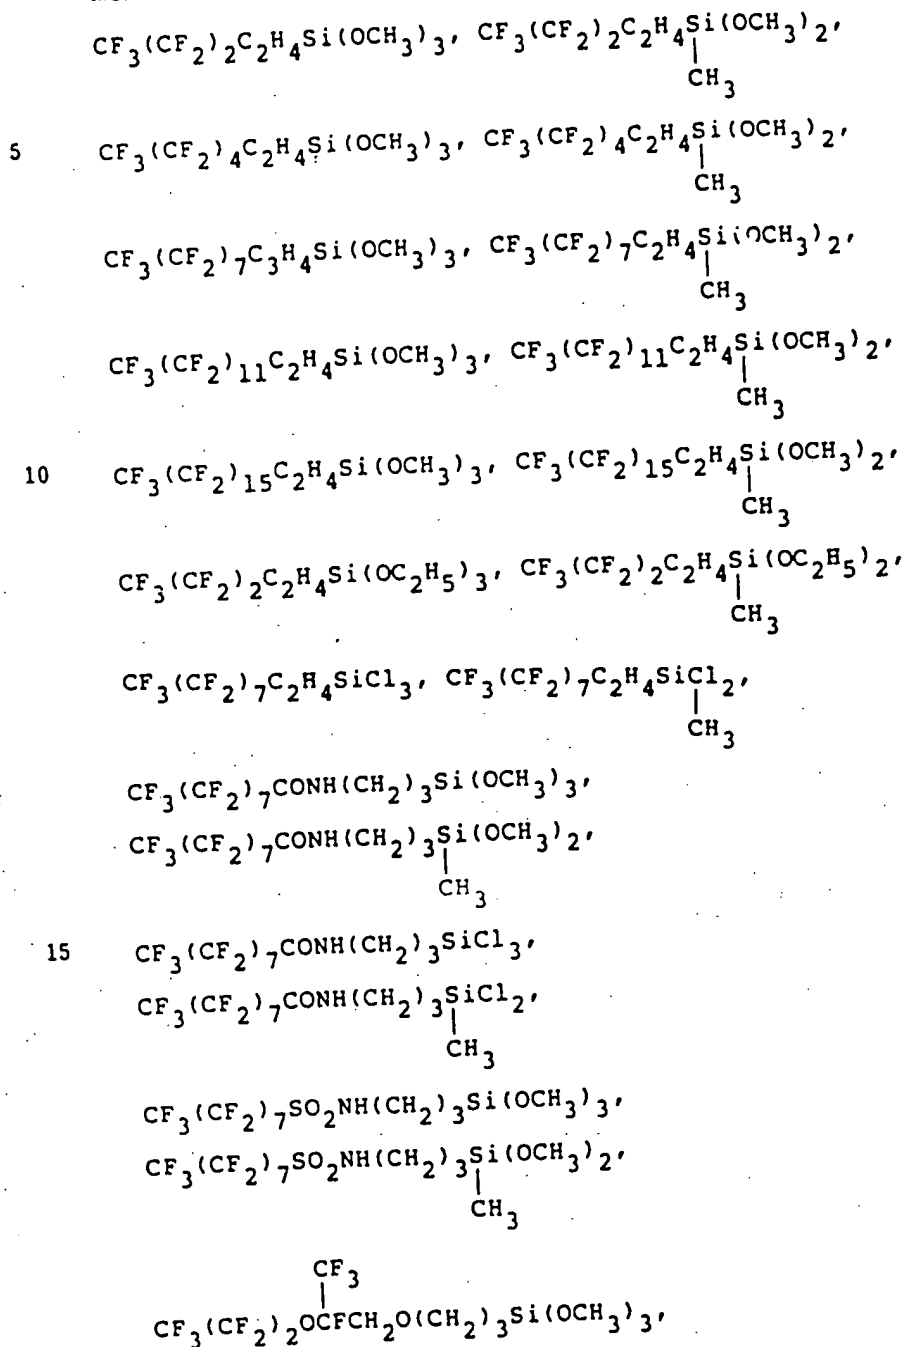 CF3(CF2)2C2H4Si(OCH3)3, CF3(CF2)2C2H4Si(OCH3)2,
CH3
5 CF3(CF2)4C2H4Si(OCH3)3, CF3(CF2)4C2H4Si(OCH3)2,
CH3
CF3(CF2)7C3H4Si(OCH3)3, CF3(CF2)7C2H4Si(OCH3)2,
CH3
CF3(CF2)11C2H4Si(OCH3)3, CF3(CF2)11C2H4Si(OCH3)2,
CH3
10 CF3(CF2)15C2H4Si(OCH3)3, CF3(CF2)15C2H4Si(OCH3)2,
CH3
CF3(CF2)2C2H4Si(OC2H5)3, CF3(CF2)2C2H4Si(OC2H5)2,
CH3
CF3(CF2)7C2H4SiCl3, CF3(CF2)7C2H4SiCl2,
CH3
CF3(CF2)7CONH(CH2)3Si(OCH3)3,
CF3(CF2)7CONH(CH2)3Si(OCH3)2,
CH3
15 CF3(CF2)7CONH(CH2)3SiCl3,
CF3(CF2)7CONH(CH2)3SiCl2,
CH3
CF3(CF2)7SO2NH(CH2)3Si(OCH3)3,
CF3(CF2)7SO2NH(CH2)3Si(OCH3)2,
CH3
CF3
CF3(CF2)2OCFCH2O(CH2)3Si(OCH3)3,